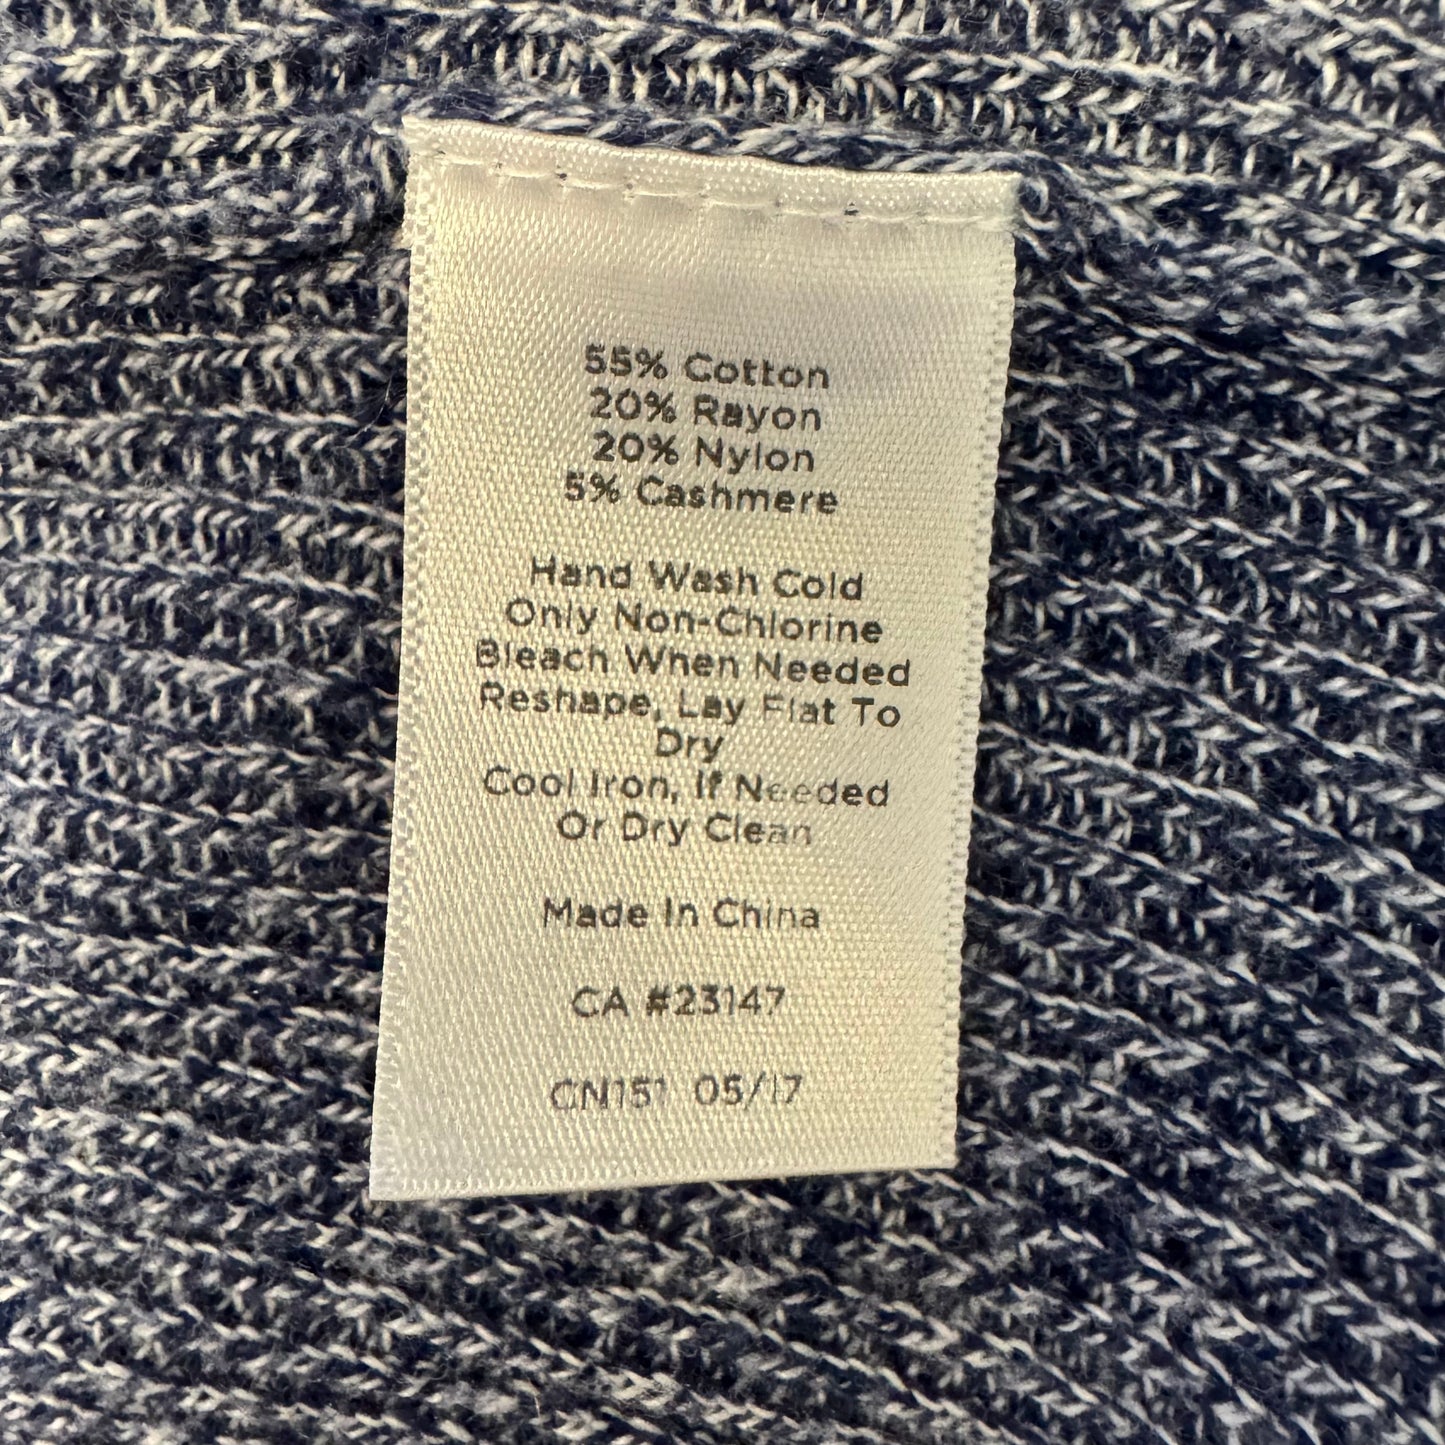 55% Cotton
20% Rayon
20% Nylon
5% Cashmere
Hand Wash Cold
Only Non-Chlorine
Bleach When Needed
Reshape, Lay Flat To
Dry
Cool Iron, If Needed
Or Dry Clean
Made In China
CA #23147
CN151 05/17